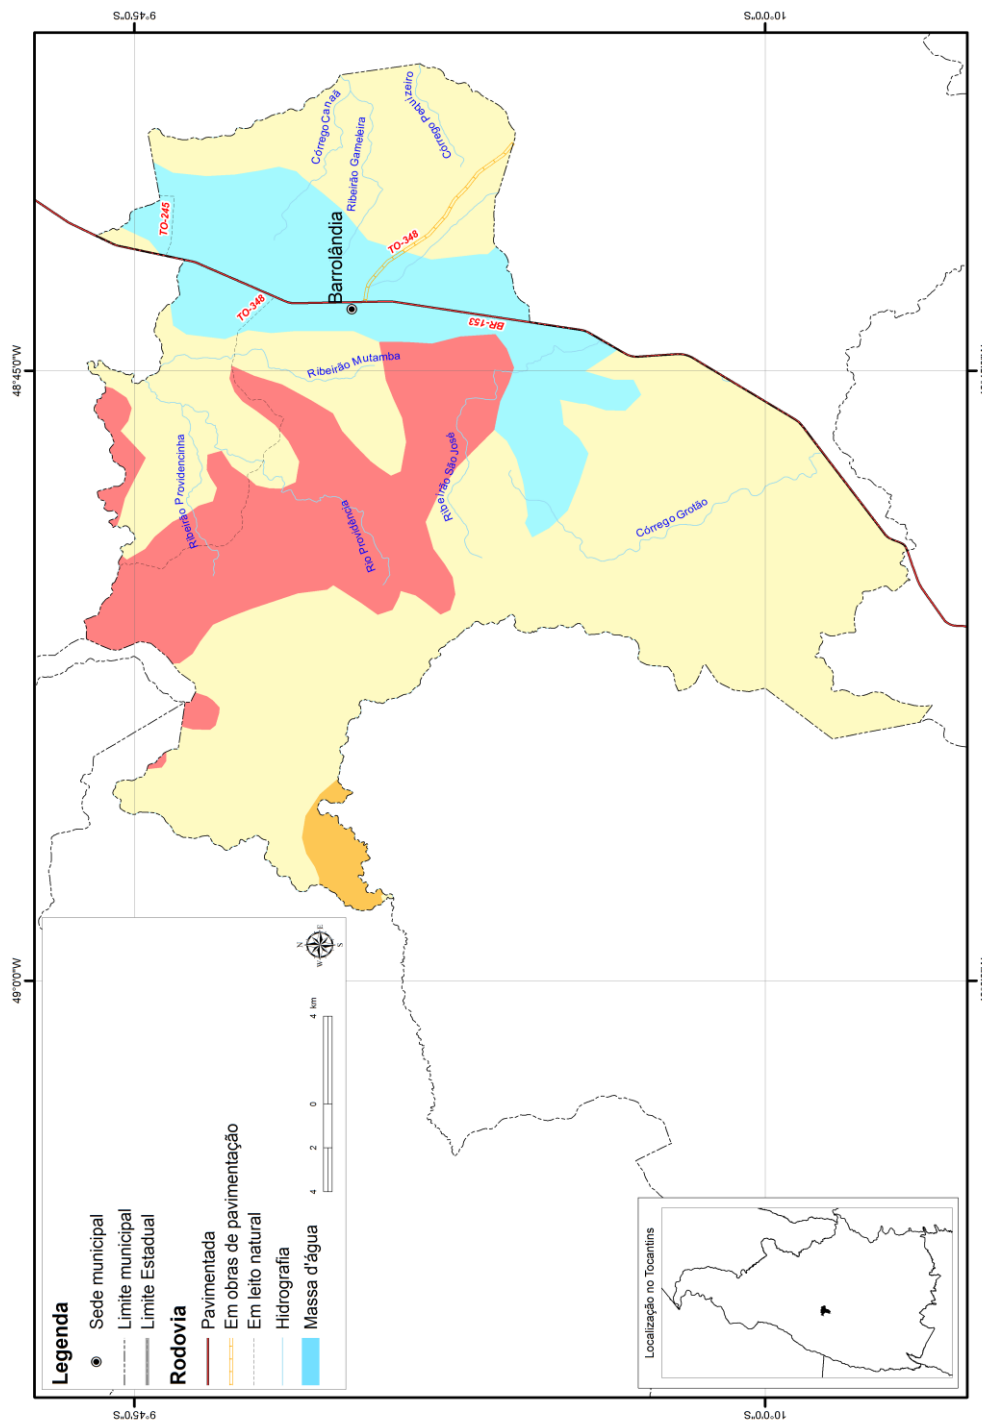 Legenda
Sede municipal
Limite municipal
Limite Estadual
Rodovia
Pavimentada
Em obras de pavimentação
Em leito natural
Hidrografia
Massa d'água
4 2 0 4 km
N
W E
S
Localização no Tocantins
49°0'0"W
48°45'0"W
9°45'0"S
10°0'0"S
9°45'0"S
10°0'0"S
Ribeirão Providencinha
Rio Providência
Ribeirão São José
Córrego Grotão
Ribeirão Mutamba
TO-348
TO-245
BR-153
Barrolândia
TO-348
Ribeirão Gameleira
Córrego Canaã
Córrego Pequizeiro